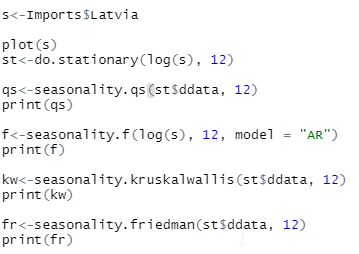 s<-Imports$Latvia
plot(s)
st<-do.stationary(log(s), 12)
qs<-seasonality.qs(st$ddata, 12)
print(qs)
f<-seasonality.f(log(s), 12, model = "AR")
print(f)
kw<-seasonality.kruskalwallis(st$ddata, 12)
print(kw)
fr<-seasonality.friedman(st$ddata, 12)
print(fr)